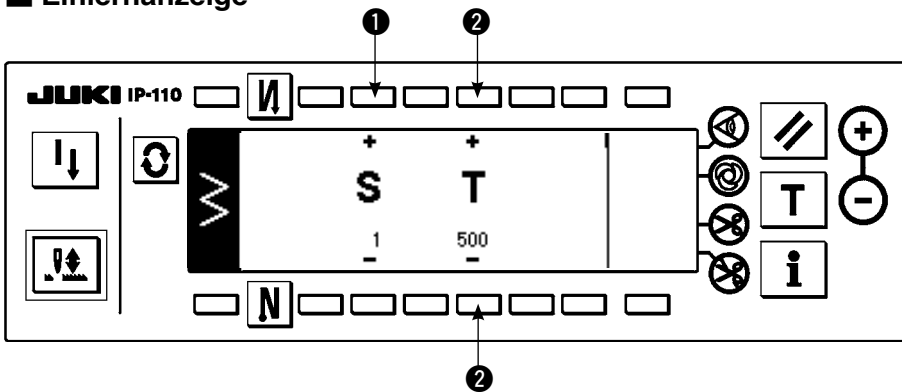 ■ Einlernanzeige
❶ ❷
JUKI IP-110
+ +
S T
1 500
− −
T
i
+
−
N
❷